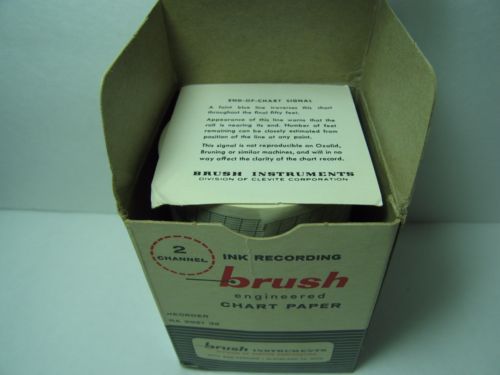 END-OF-CHART SIGNAL
A faint blue line traverses this chart
throughout the final fifty feet.
Appearance of this line warns that the
roll is nearing its end. Number of feet
remaining can be closely estimated from
position of the line at any point.
This signal is not reproducible on Ozalid,
Bruning or similar machines, and will in no
way affect the clarity of the chart record.
BRUSH INSTRUMENTS
DIVISION OF CLEVITE CORPORATION
2
CHANNEL
INK RECORDING
brush
engineered
CHART PAPER
REORDER
brush INSTRUMENTS